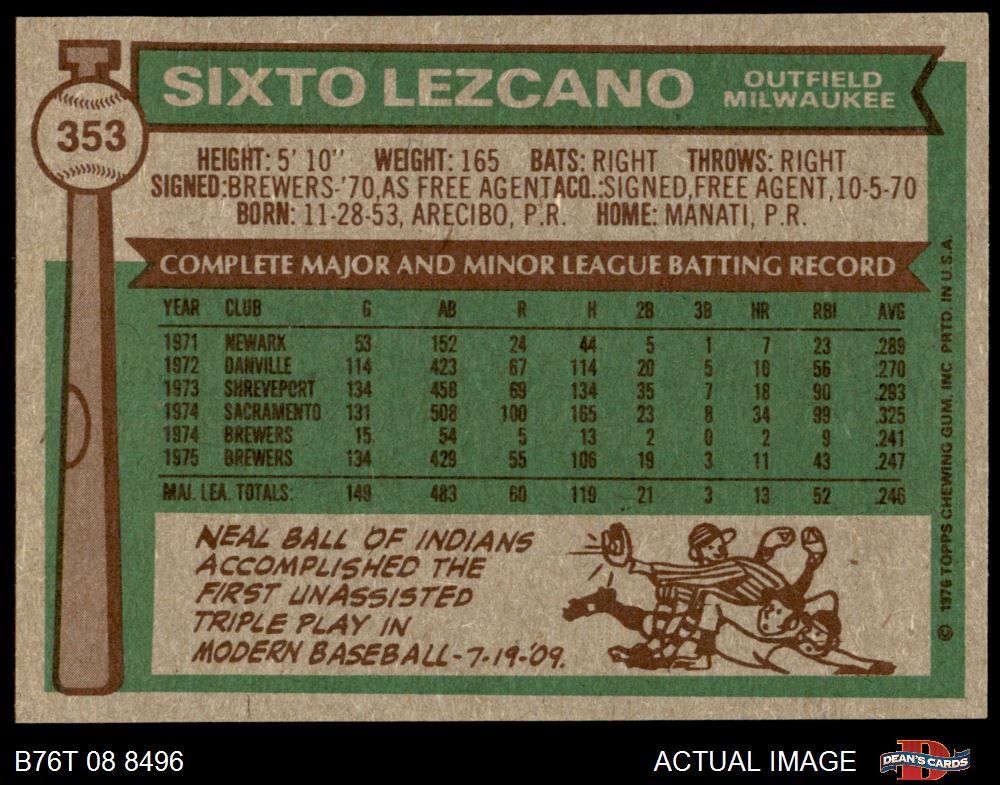 353
SIXTO LEZCANO
OUTFIELD
MILWAUKEE
HEIGHT: 5' 10" WEIGHT: 165 BATS: RIGHT THROWS: RIGHT
SIGNED:BREWERS-'70,AS FREE AGENTACQ.:SIGNED,FREE AGENT,10-5-70
BORN: 11-28-53, ARECIBO, P.R. HOME: MANATI, P.R.
COMPLETE MAJOR AND MINOR LEAGUE BATTING RECORD
YEAR CLUB G AB R H 2B 3B HR RBI AVG
1971 NEWARK 53 152 24 44 5 1 7 23 .289
1972 DANVILLE 114 423 67 114 20 5 10 56 .270
1973 SHREVEPORT 134 458 69 134 35 7 18 90 .293
1974 SACRAMENTO 131 508 100 165 23 8 34 99 .325
1974 BREWERS 15 54 5 13 2 0 2 9 .241
1975 BREWERS 134 429 55 106 19 3 11 43 .247
MAJ. LEA. TOTALS: 149 483 60 119 21 3 13 52 .246
NEAL BALL OF INDIANS
ACCOMPLISHED THE
FIRST UNASSISTED
TRIPLE PLAY IN
MODERN BASEBALL-7-19-'09.
© 1976 TOPPS CHEWING GUM, INC PRTD. IN U.S.A.
B76T 08 8496
ACTUAL IMAGE
DEAN'S CARDS